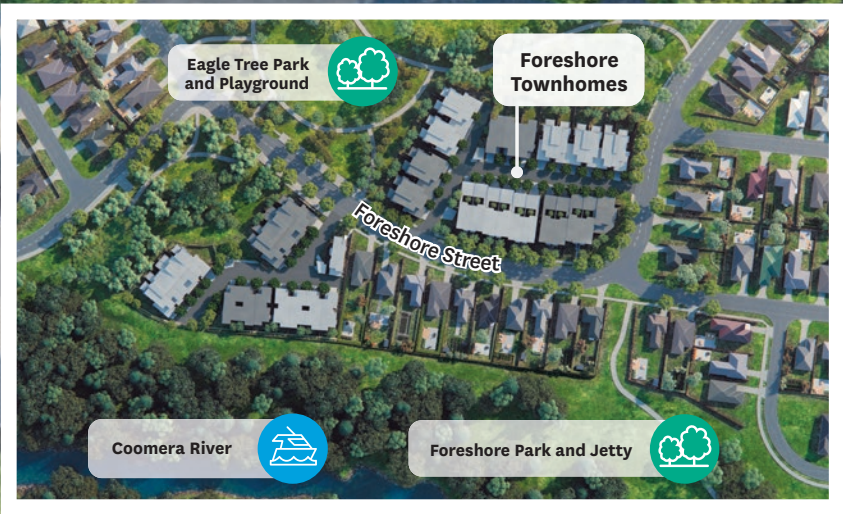 Eagle Tree Park
and Playground
Foreshore
Townhomes
Foreshore Street
Coomera River
Foreshore Park and Jetty